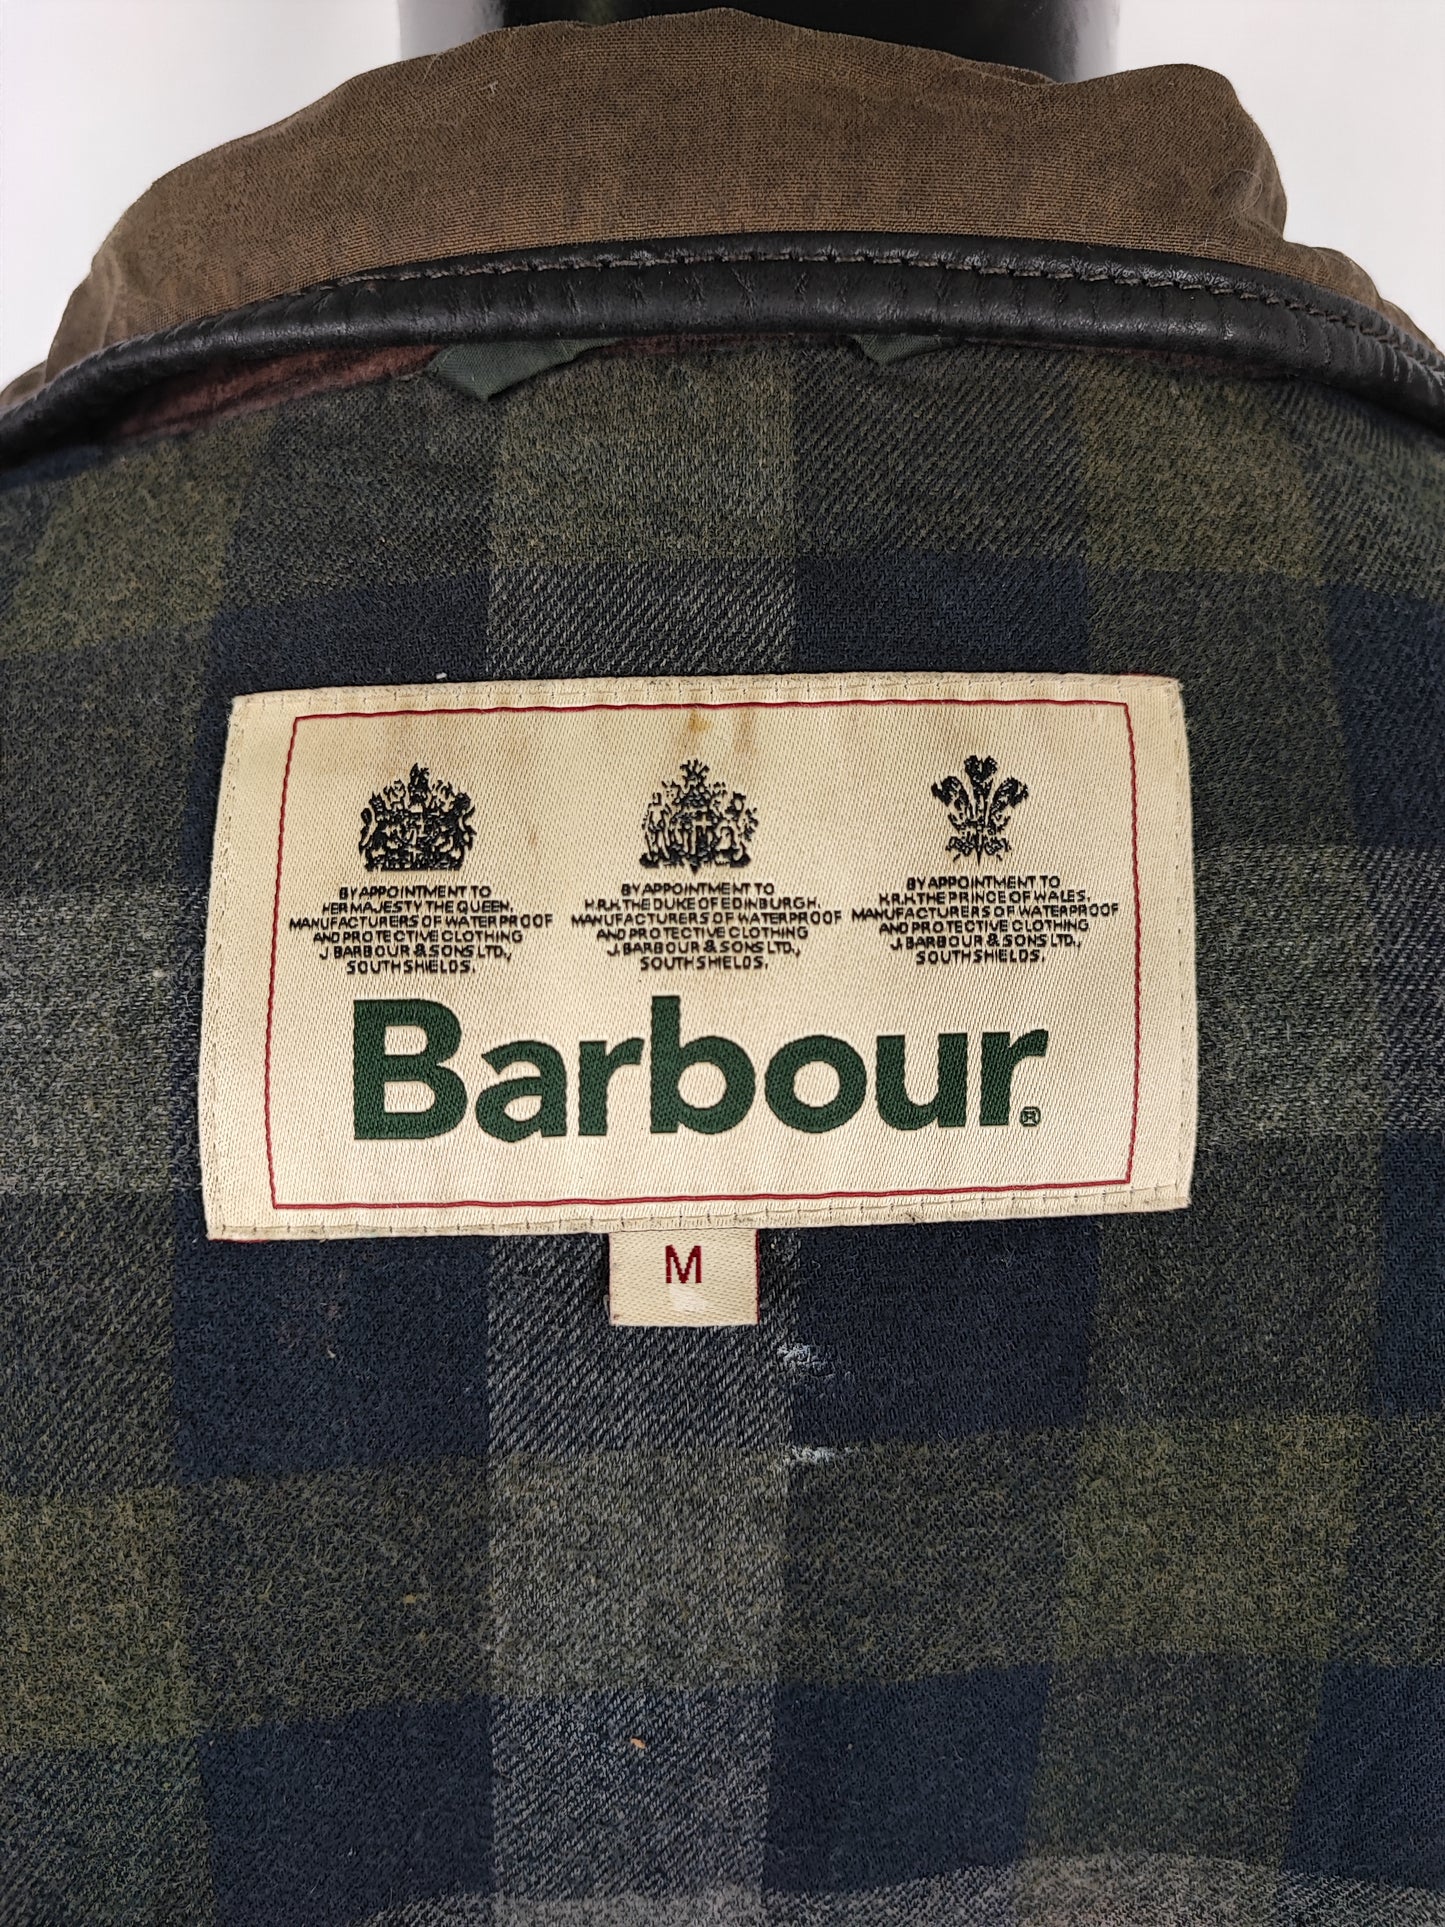 BY APPOINTMENT TO
HER MAJESTY THE QUEEN,
MANUFACTURERS OF WATERPROOF
AND PROTECTIVE CLOTHING
J. BARBOUR & SONS LTD.,
SOUTH SHIELDS.
BY APPOINTMENT TO
H.R.H. THE DUKE OF EDINBURGH,
MANUFACTURERS OF WATERPROOF
AND PROTECTIVE CLOTHING
J. BARBOUR & SONS LTD.,
SOUTH SHIELDS.
BY APPOINTMENT TO
H.R.H. THE PRINCE OF WALES,
MANUFACTURERS OF WATERPROOF
AND PROTECTIVE CLOTHING
J. BARBOUR & SONS LTD.,
SOUTH SHIELDS.
Barbour®
M